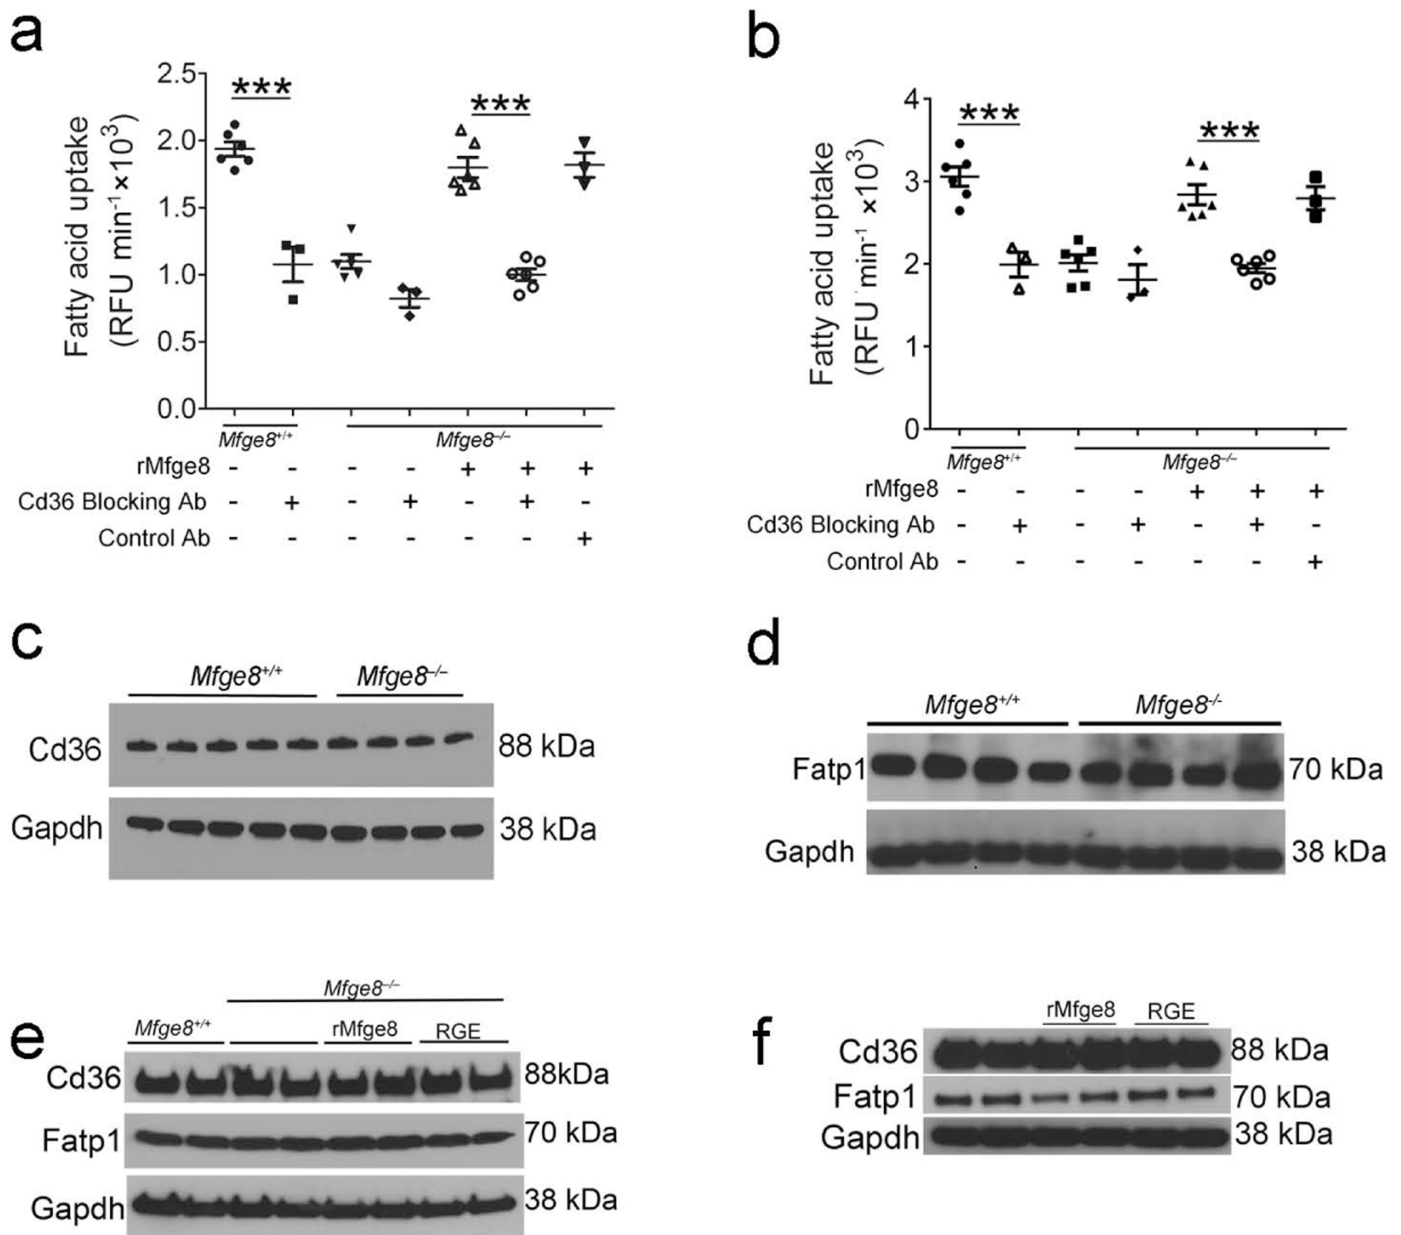 a
Fatty acid uptake
(RFU min⁻¹ ×10³)
2.5
2.0
1.5
1.0
0.5
0.0
***
***
Mfge8+/+
Mfge8–/–
rMfge8 - - - - + + +
Cd36 Blocking Ab - + - + - + -
Control Ab - - - - - - +
b
Fatty acid uptake
(RFU min⁻¹ ×10³)
4
3
2
1
0
***
***
Mfge8+/+
Mfge8–/–
rMfge8 - - - - + + +
Cd36 Blocking Ab - + - + - + -
Control Ab - - - - - - +
c
Mfge8+/+ Mfge8–/–
Cd36 88 kDa
Gapdh 38 kDa
d
Mfge8+/+ Mfge8-/-
Fatp1 70 kDa
Gapdh 38 kDa
e
Mfge8–/–
Mfge8+/+ rMfge8 RGE
Cd36 88kDa
Fatp1 70 kDa
Gapdh 38 kDa
f
rMfge8 RGE
Cd36 88 kDa
Fatp1 70 kDa
Gapdh 38 kDa